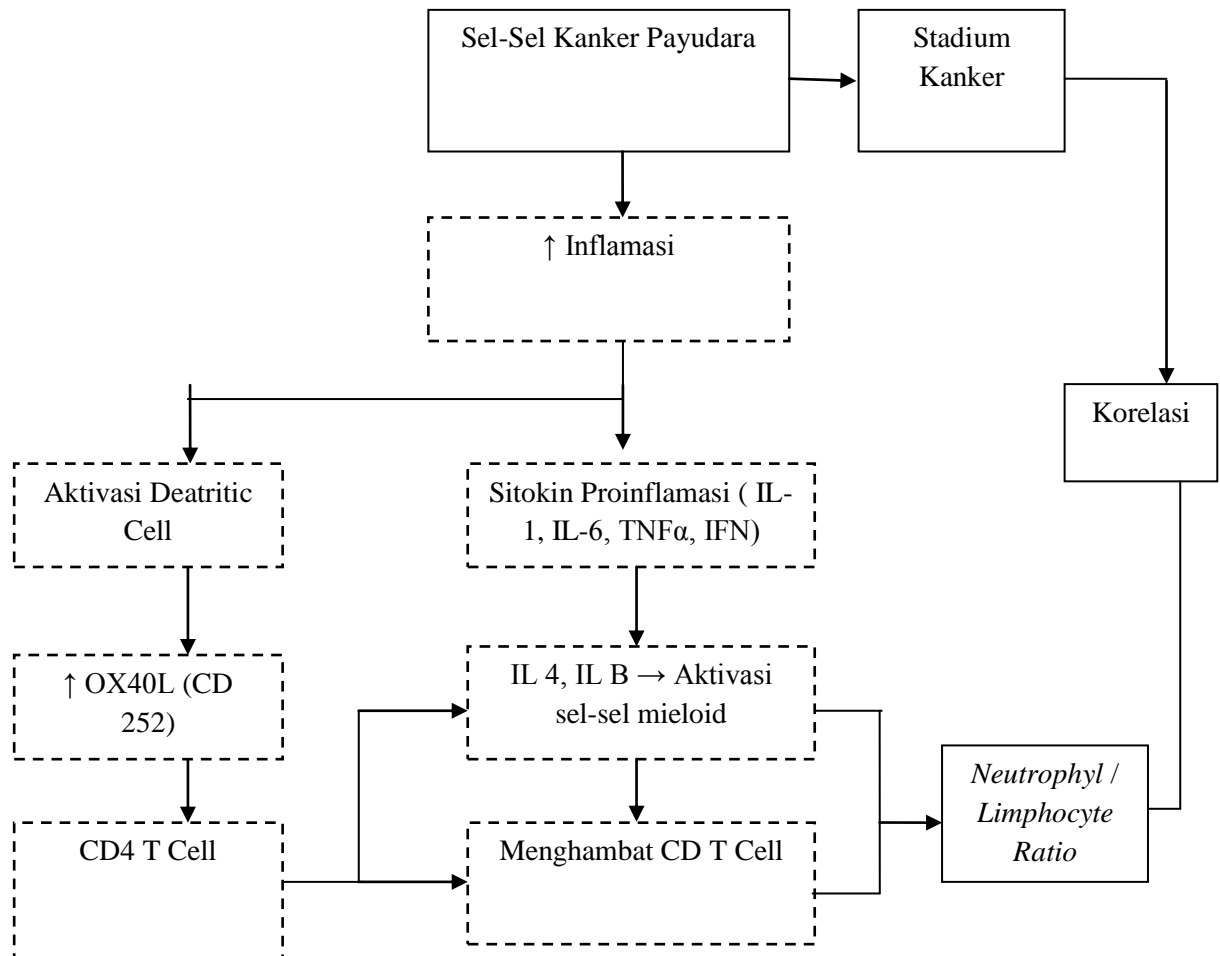 Sel-Sel Kanker Payudara
Stadium
Kanker
↑ Inflamasi
Korelasi
Aktivasi Deatritic
Cell
Sitokin Proinflamasi ( IL-
1, IL-6, TNFα, IFN)
↑ OX40L (CD
252)
IL 4, IL B → Aktivasi
sel-sel mieloid
Neutrophyl /
Limphocyte
Ratio
CD4 T Cell
Menghambat CD T Cell